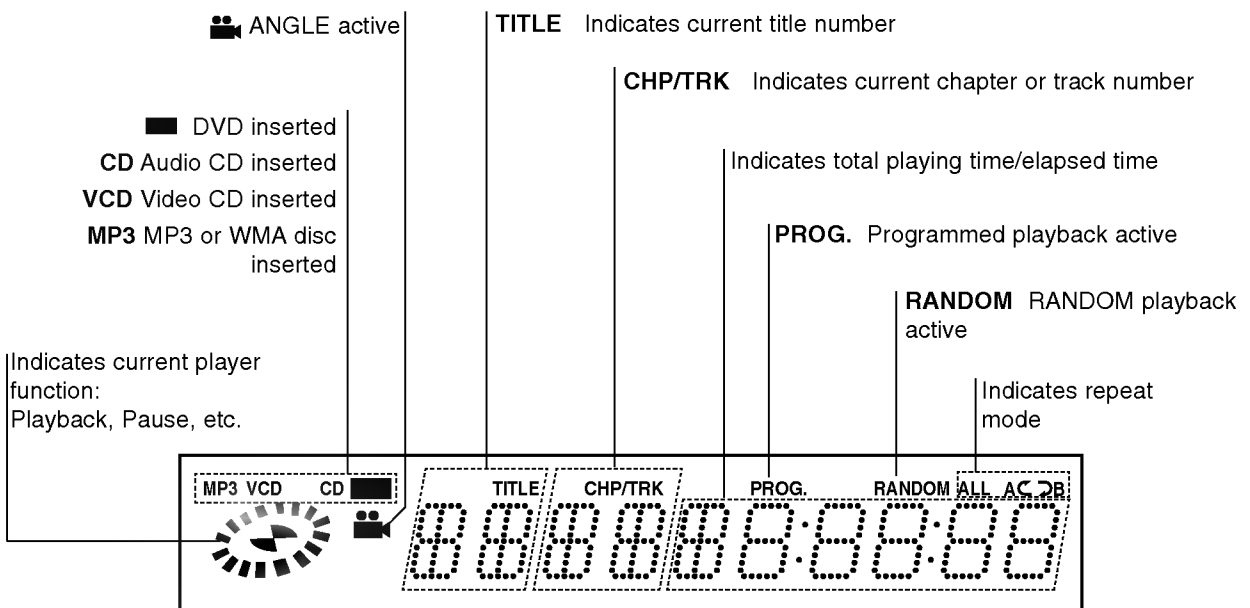 ANGLE active
TITLE Indicates current title number
CHP/TRK Indicates current chapter or track number
DVD inserted
CD Audio CD inserted
VCD Video CD inserted
MP3 MP3 or WMA disc
inserted
Indicates total playing time/elapsed time
PROG. Programmed playback active
RANDOM RANDOM playback
active
Indicates current player
function:
Playback, Pause, etc.
Indicates repeat
mode
MP3 VCD CD TITLE CHP/TRK PROG. RANDOM ALL A B